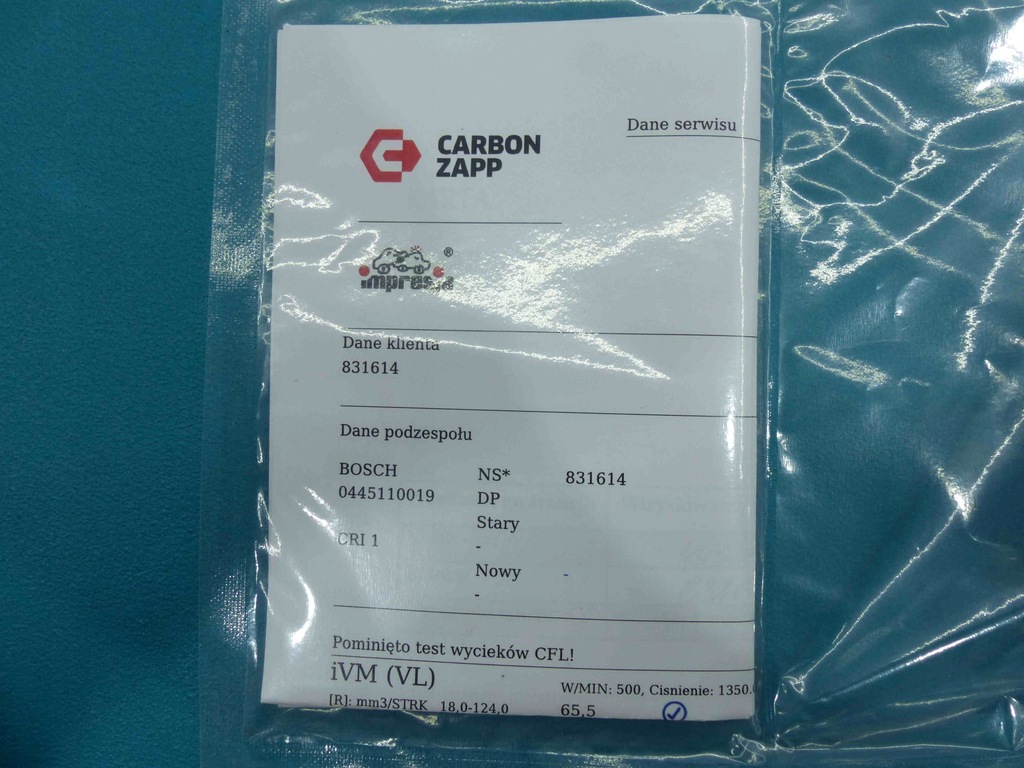 CARBON
ZAPP
Dane serwisu
impresja ®
Dane klienta
831614
Dane podzespołu
BOSCH NS* 831614
0445110019 DP
Stary
CRI 1 -
Nowy -
-
Pominięto test wycieków CFL!
iVM (VL)
W/MIN: 500, Cisnienie: 1350.
[R]: mm3/STRK 18,0-124,0 65,5